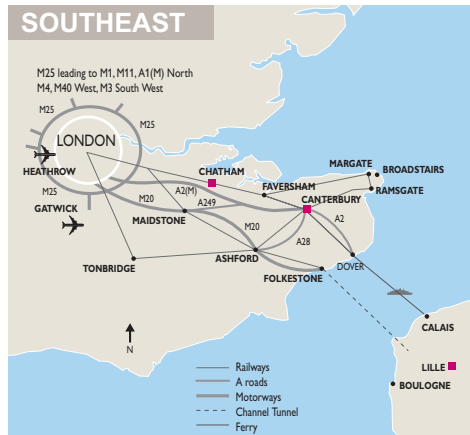 SOUTHEAST
M25 leading to M1, M11, A1(M) North
M4, M40 West, M3 South West
M25
M25
LONDON
HEATHROW
M25
GATWICK
CHATHAM
A2(M)
A249
M20
MAIDSTONE
FAVERSHAM
MARGATE
BROADSTAIRS
RAMSGATE
CANTERBURY
A2
M20
A28
ASHFORD
TONBRIDGE
FOLKESTONE
DOVER
CALAIS
LILLE
BOULOGNE
N
Railways
A roads
Motorways
Channel Tunnel
Ferry